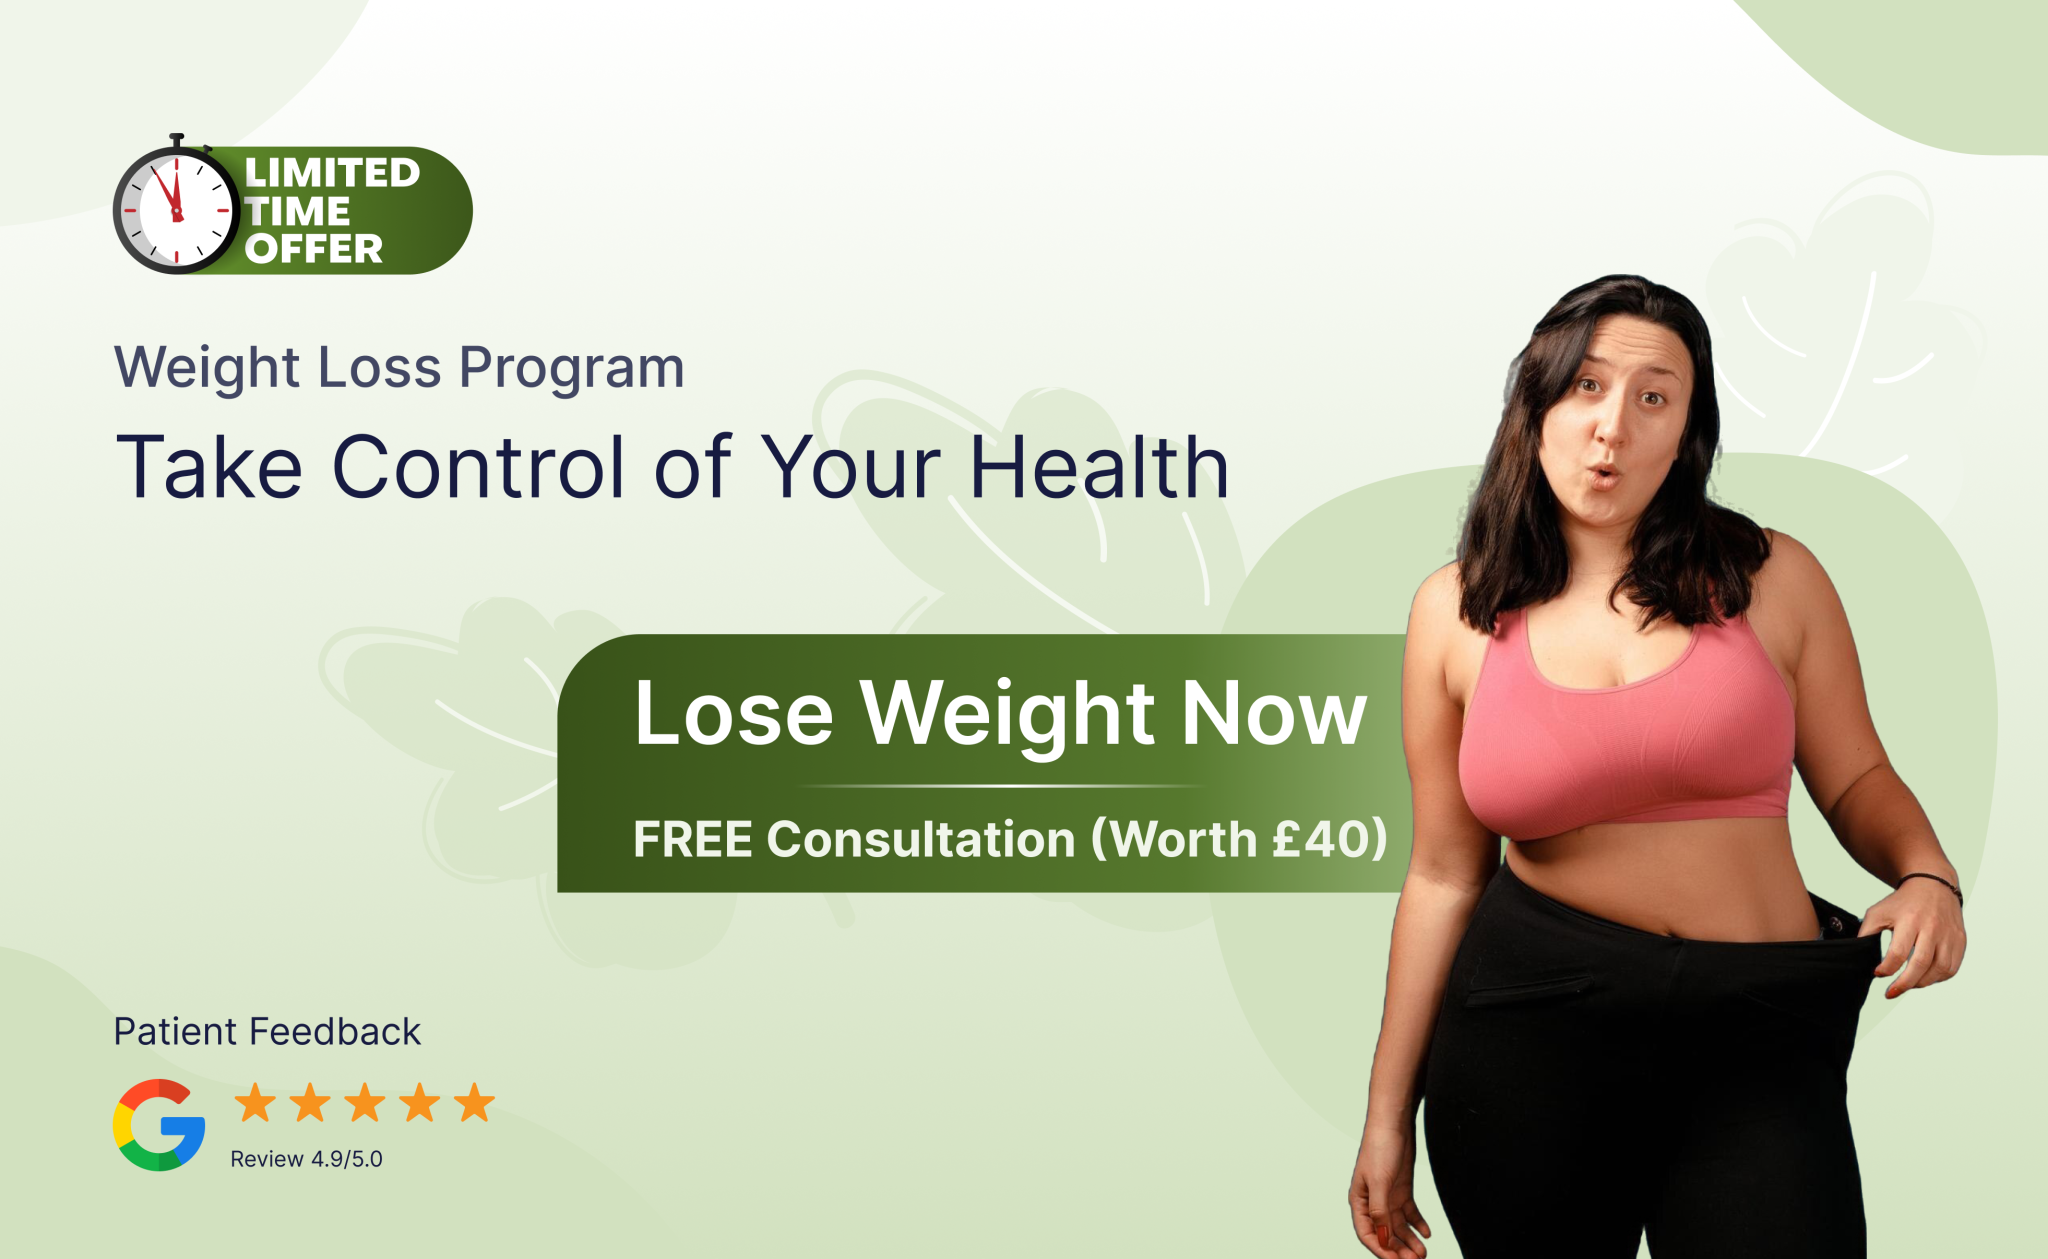 LIMITED
TIME
OFFER
Weight Loss Program
Take Control of Your Health
Lose Weight Now
FREE Consultation (Worth £40)
Patient Feedback
Review 4.9/5.0